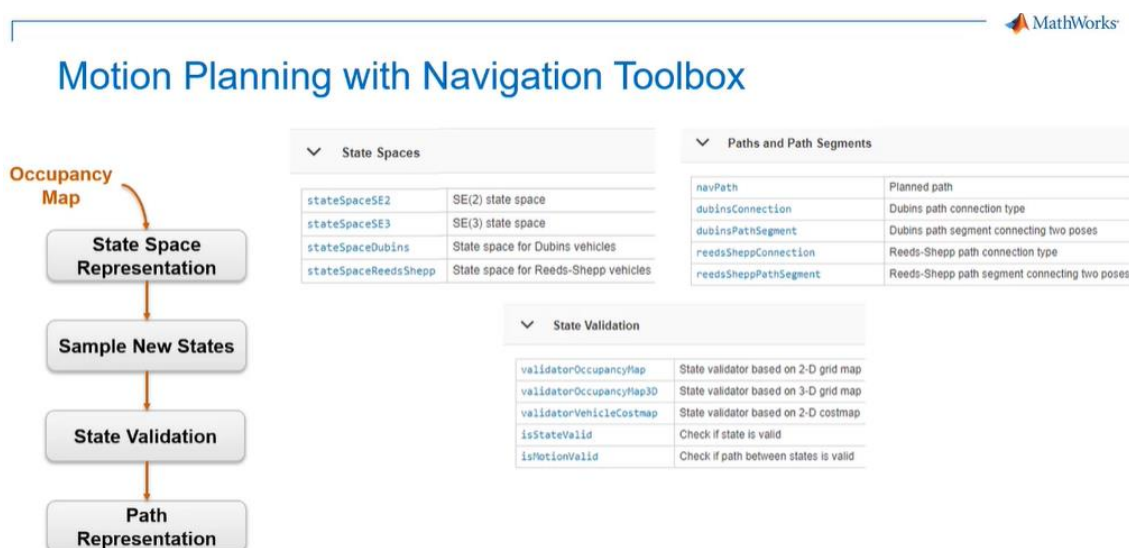 MathWorks
Motion Planning with Navigation Toolbox
Occupancy
Map
State Space
Representation
Sample New States
State Validation
Path
Representation
State Spaces
stateSpaceSE2 SE(2) state space
stateSpaceSE3 SE(3) state space
stateSpaceDubins State space for Dubins vehicles
stateSpaceReedsShepp State space for Reeds-Shepp vehicles
Paths and Path Segments
navPath Planned path
dubinsConnection Dubins path connection type
dubinsPathSegment Dubins path segment connecting two poses
reedsSheppConnection Reeds-Shepp path connection type
reedsSheppPathSegment Reeds-Shepp path segment connecting two poses
State Validation
validatorOccupancyMap State validator based on 2-D grid map
validatorOccupancyMap3D State validator based on 3-D grid map
validatorVehicleCostmap State validator based on 2-D costmap
isStateValid Check if state is valid
isMotionValid Check if path between states is valid